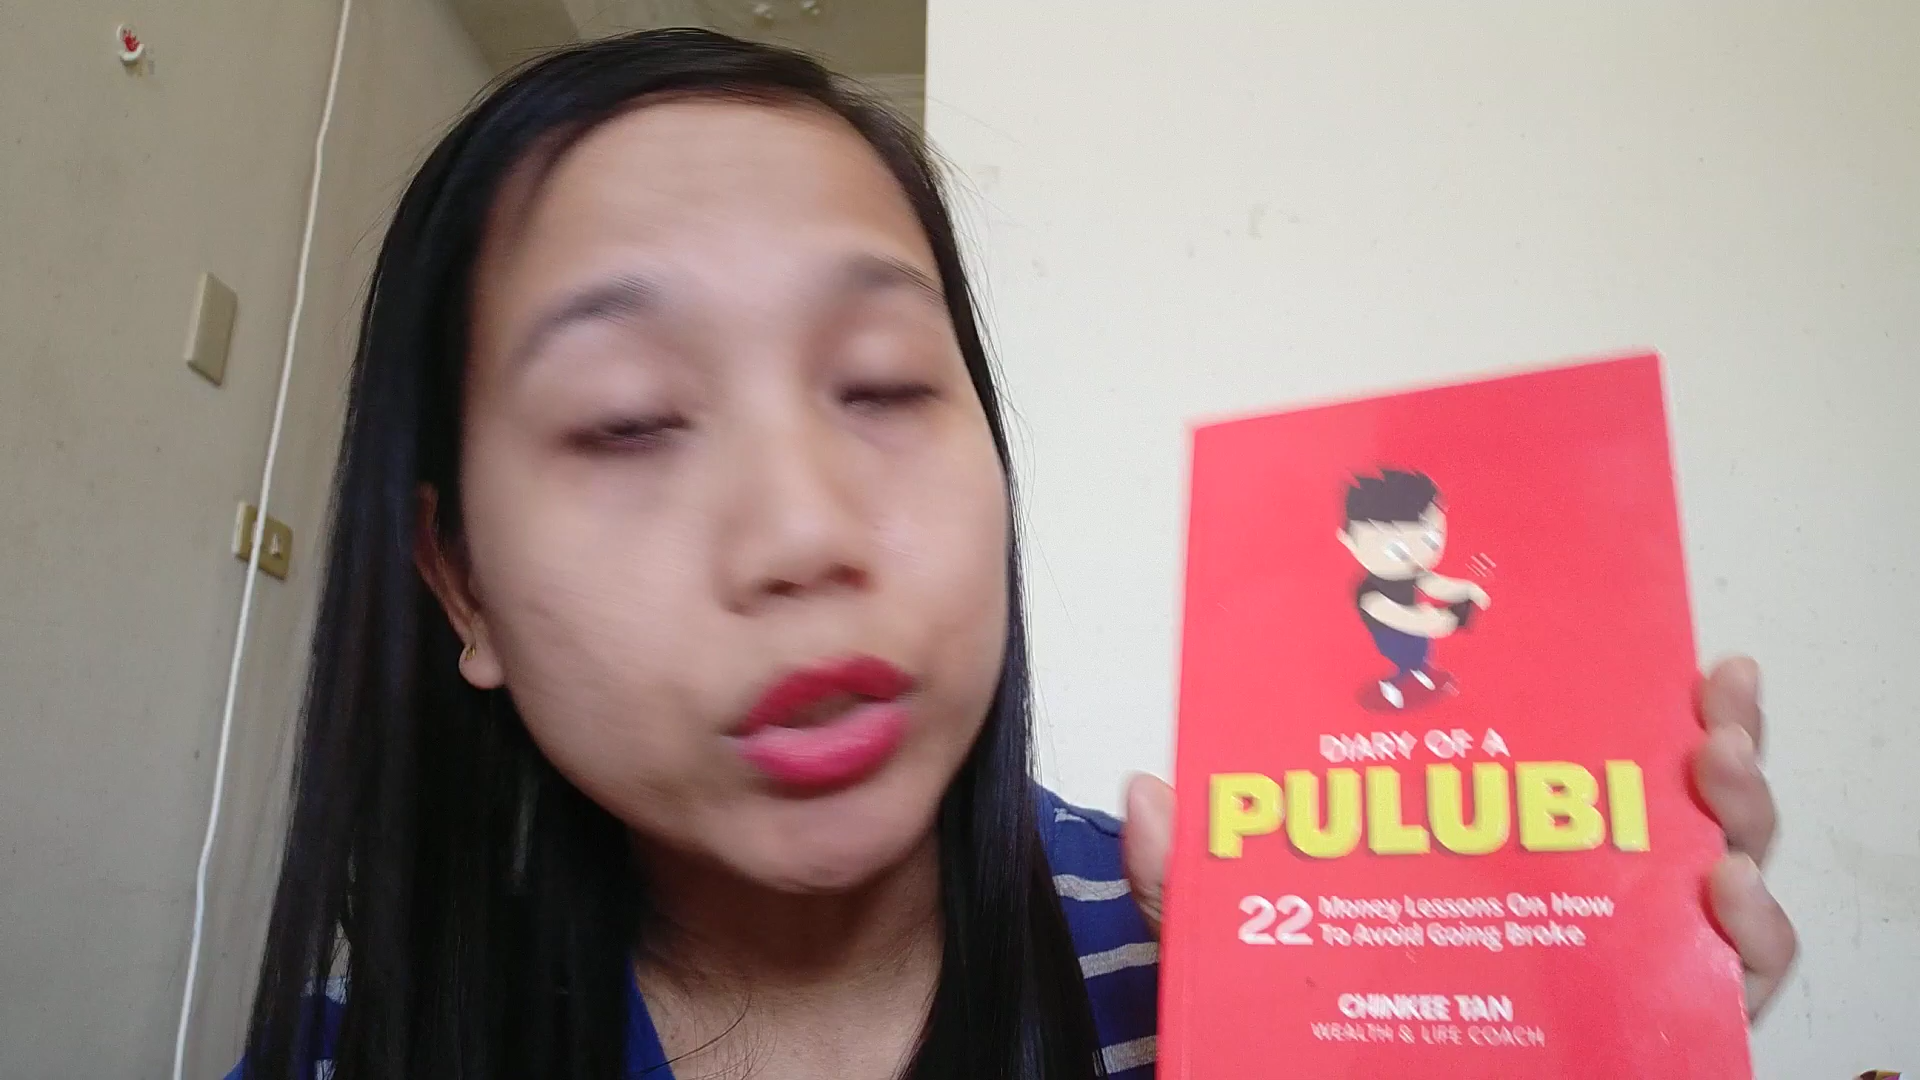 DIARY OF A
PULUBI
22 Money Lessons On How
To Avoid Going Broke
CHINKEE TAN
WEALTH & LIFE COACH